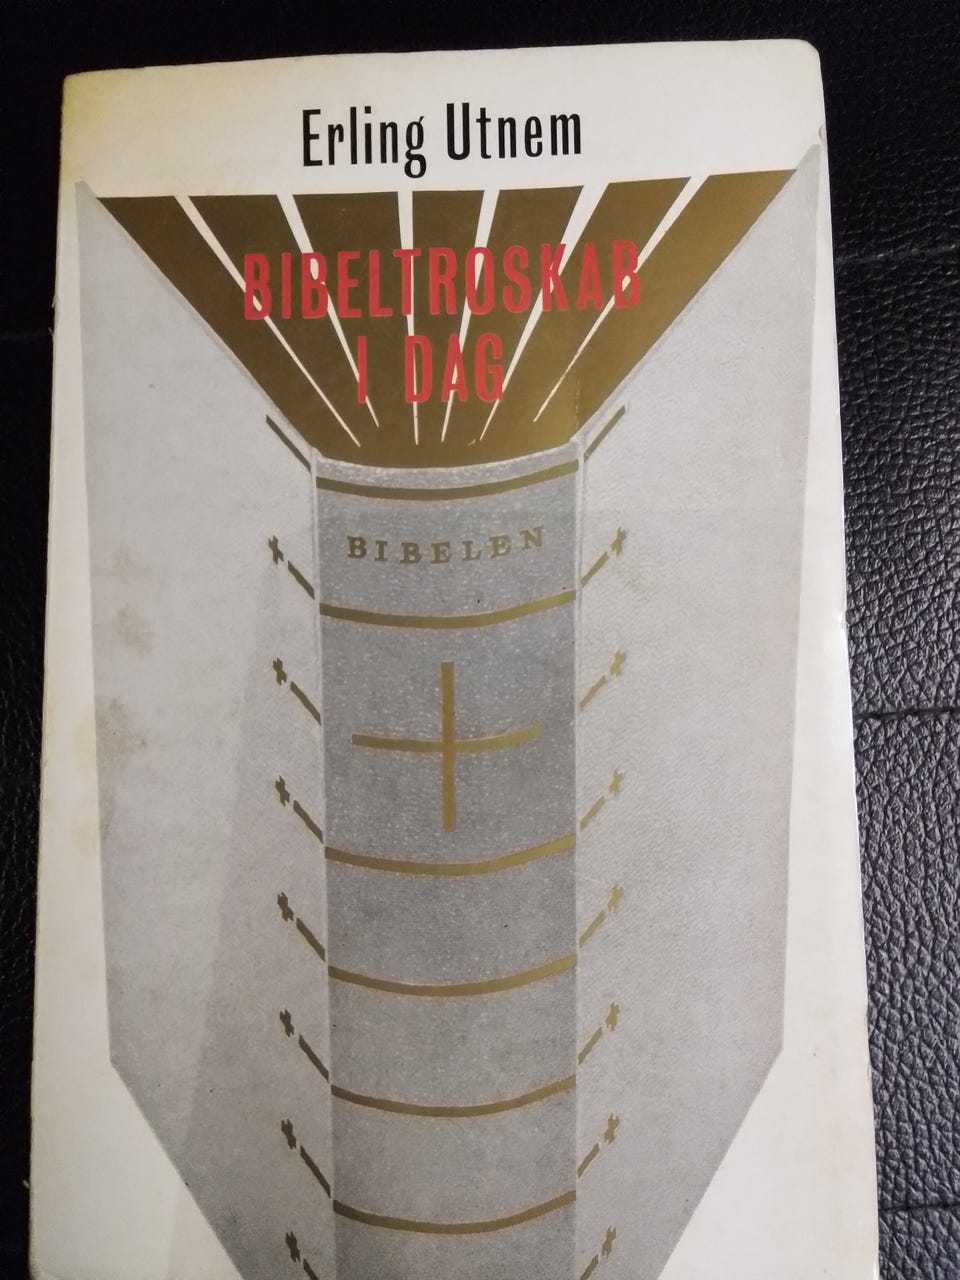 Erling Utnem
BIBELTROSKAB
I DAG
BIBELEN